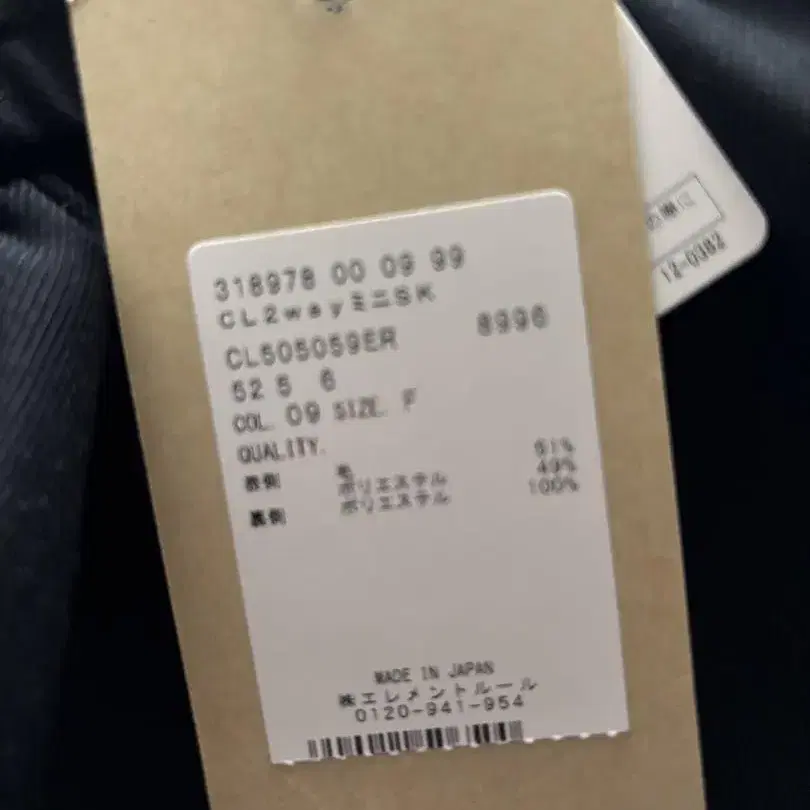 318978 00 09 99
CL2wayミニSK
CL505059ER 8996
52 5 6
COL. 09 SIZE. F
QUALITY.
表側 毛 51%
ポリエステル 49%
裏側 ポリエステル 100%
MADE IN JAPAN
㈱エレメントルール
0120-941-954
12-0382